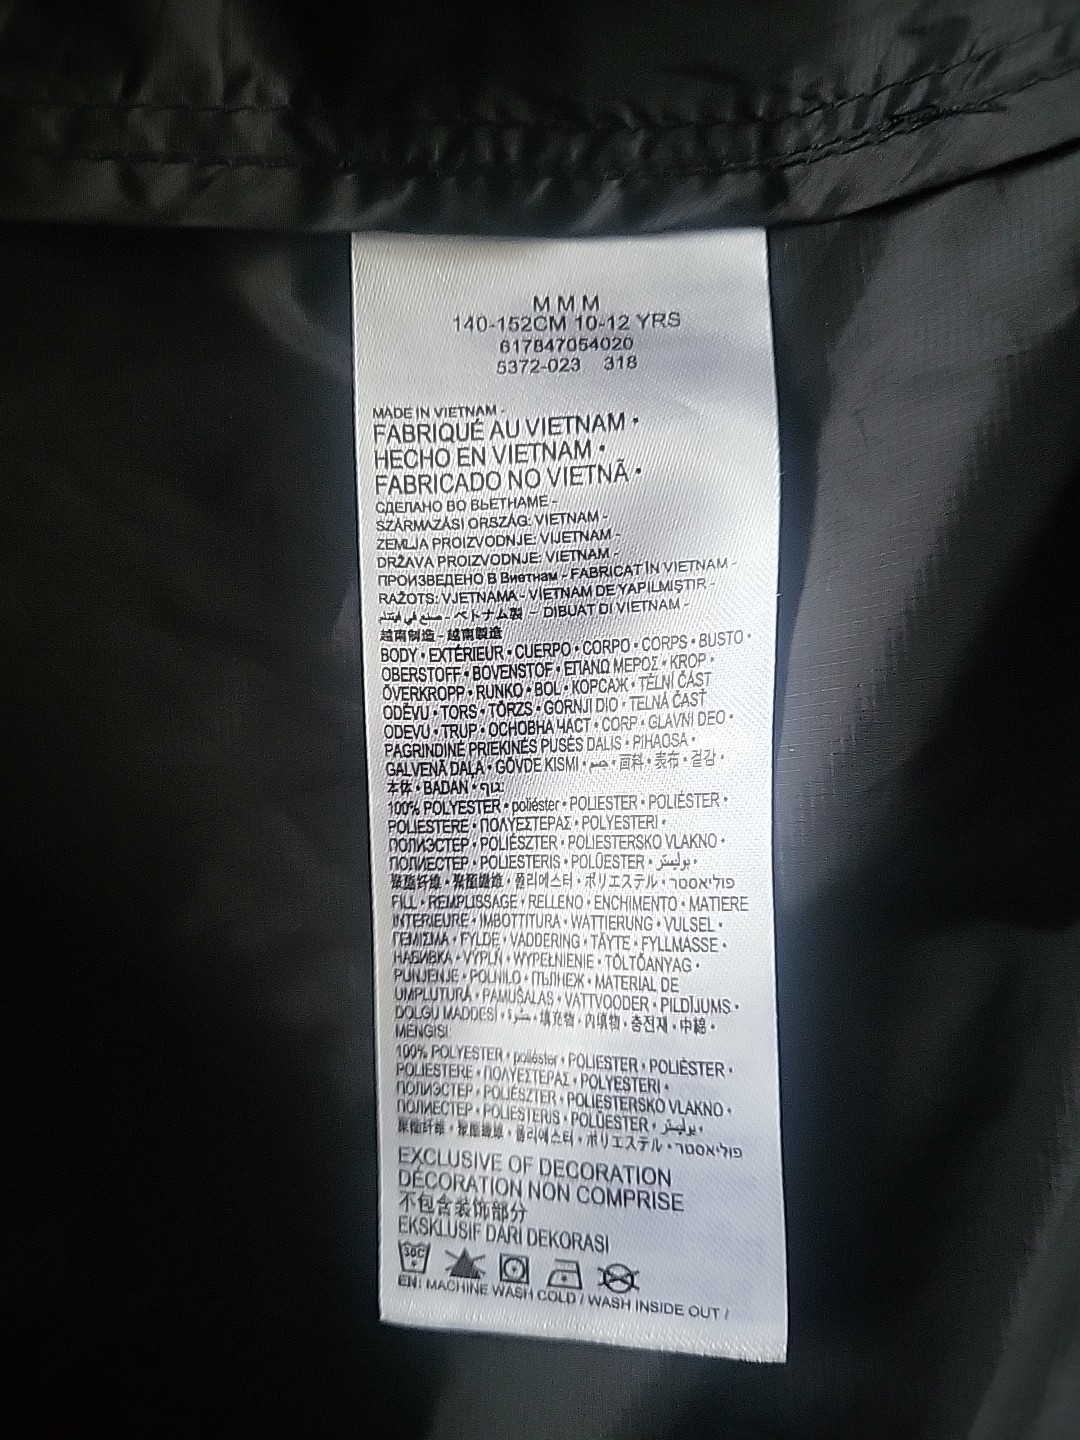 M M M
140-152CM 10-12 YRS
617847054020
5372-023 318
MADE IN VIETNAM -
FABRIQUÉ AU VIETNAM •
HECHO EN VIETNAM •
FABRICADO NO VIETNÃ •
СДЕЛАНО ВО ВЬЕТНАМЕ -
SZÁRMAZÁSI ORSZÁG: VIETNAM -
ZEMLJA PROIZVODNJE: VIJETNAM -
DRŽAVA PROIZVODNJE: VIETNAM -
ПРОИЗВЕДЕНО В Виетнам - FABRICAT ÎN VIETNAM -
RAŽOTS: VJETNAMA - VIETNAM DE YAPILMIŞTIR -
صنع في فيتنام - ベトナム製 - DIBUAT DI VIETNAM -
越南制造 - 越南製造
BODY • EXTÉRIEUR • CUERPO • CORPO • CORPS • BUSTO •
OBERSTOFF • BOVENSTOF • ΕΠΑΝΩ ΜΕΡΟΣ • KROP •
ÖVERKROPP • RUNKO • BOL • КОРСАЖ • TĚLNÍ ČÁST
ODĚVU • TORS • TÖRZS • GORNJI DIO • TELNÁ ČASŤ
ODEVU • TRUP • ОСНОВНА ЧАСТ • CORP • GLAVNI DEO •
PAGRINDINĖ PRIEKINĖS PUSĖS DALIS • PIHAOSA •
GALVENĀ DAĻA • GÖVDE KISMI • جسم • 面料 • 表布 • 겉감 •
本体 • BADAN • גוף:
100% POLYESTER • poliéster • POLIESTER • POLIÉSTER •
POLIESTERE • ΠΟΛΥΕΣΤΕΡΑΣ • POLYESTERI •
ПОЛИЭСТЕР • POLIÉSZTER • POLIESTERSKO VLAKNO •
ПОЛИЕСТЕР • POLIESTERIS • POLÜESTER • بوليستر •
聚酯纤维 • 聚酯纖維 • 폴리에스터 • ポリエステル • פוליאסטר
FILL • REMPLISSAGE • RELLENO • ENCHIMENTO • MATIERE
INTERIEURE • IMBOTTITURA • WATTIERUNG • VULSEL •
ΓΕΜΙΣΜΑ • FYLDE • VADDERING • TÄYTE • FYLLMASSE •
НАБИВКА • VÝPLŇ • WYPEŁNIENIE • TÖLTŐANYAG •
PUNJENJE • POLNILO • ПЪЛНЕЖ • MATERIAL DE
UMPLUTURĂ • PAMUŠALAS • VATTVOODER • PILDĪJUMS •
DOLGU MADDESİ • حشوة • 填充物 • 內填物 • 충전재 • 中綿 •
MENGISI:
100% POLYESTER • poliéster • POLIESTER • POLIÉSTER •
POLIESTERE • ΠΟΛΥΕΣΤΕΡΑΣ • POLYESTERI •
ПОЛИЭСТЕР • POLIÉSZTER • POLIESTERSKO VLAKNO •
ПОЛИЕСТЕР • POLIESTERIS • POLÜESTER • بوليستر •
聚酯纤维 • 聚酯纖維 • 폴리에스터 • ポリエステル • פוליאסטר
EXCLUSIVE OF DECORATION
DÉCORATION NON COMPRISE
不包含装饰部分
EKSKLUSIF DARI DEKORASI
30C
EN: MACHINE WASH COLD / WASH INSIDE OUT /